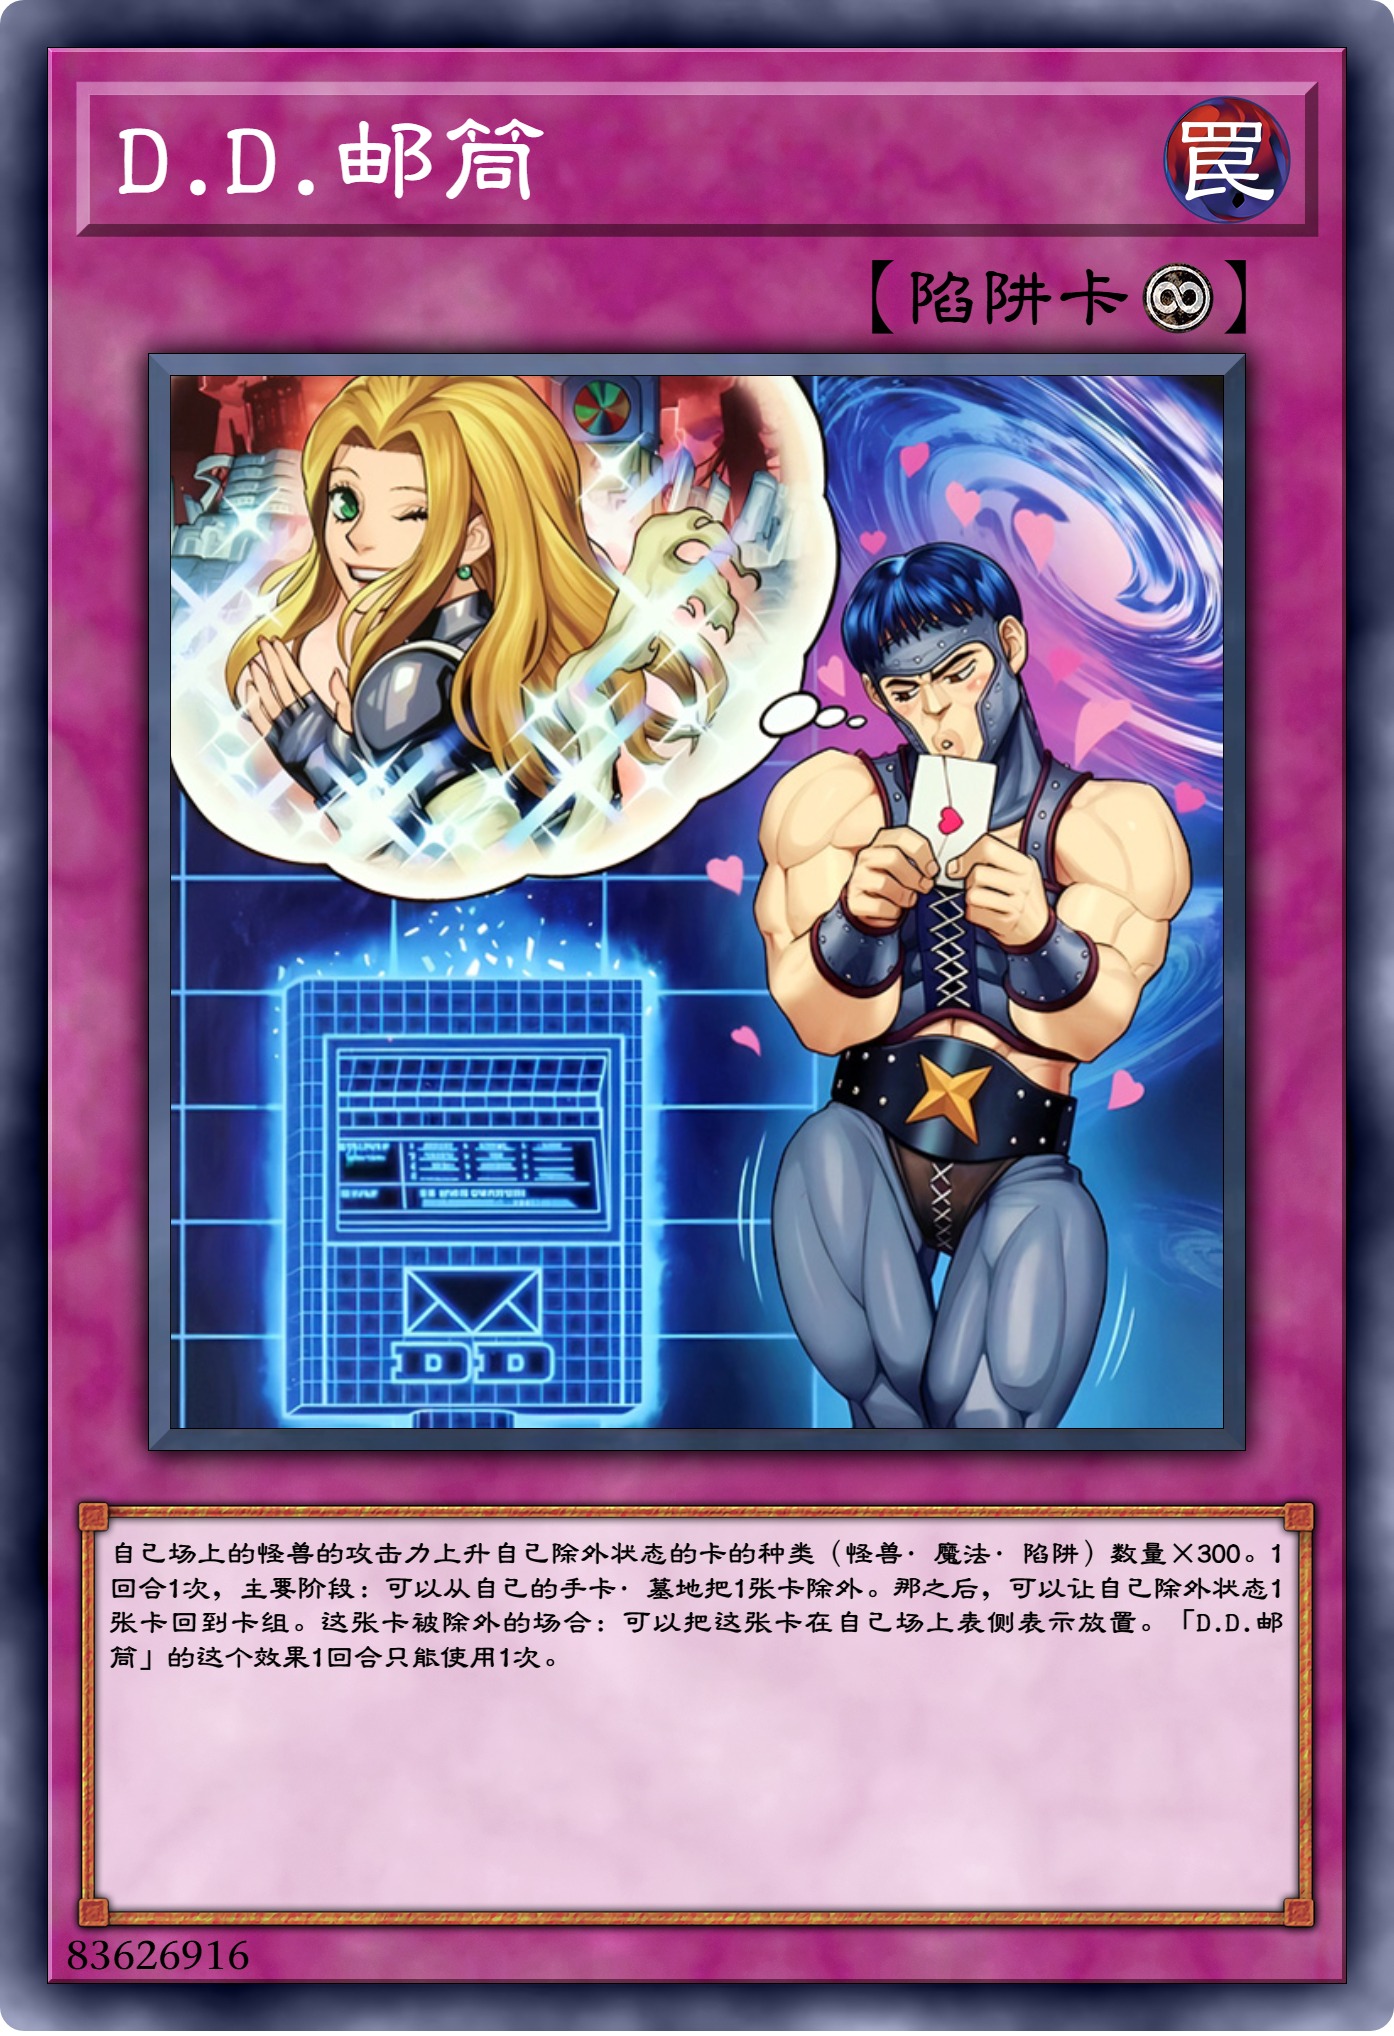 D.D.邮筒
罠
【陷阱卡】
DD
自己场上的怪兽的攻击力上升自己除外状态的卡的种类（怪兽·魔法·陷阱）数量×300。1
回合1次，主要阶段：可以从自己的手卡·墓地把1张卡除外。那之后，可以让自己除外状态1
张卡回到卡组。这张卡被除外的场合：可以把这张卡在自己场上表侧表示放置。「D.D.邮
筒」的这个效果1回合只能使用1次。
83626916